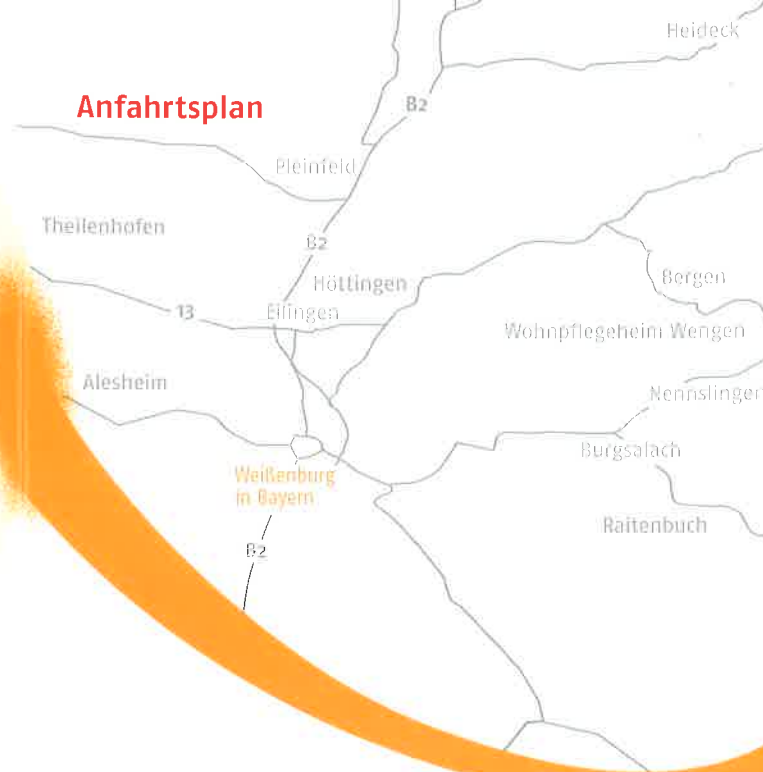 Heideck
B2
Anfahrtsplan
Pleinfeld
Theilenhofen
B2
Höttingen
Bergen
13
Ellingen
Wohnpflegeheim Wengen
Alesheim
Nennslingen
Burgsalach
Weißenburg
in Bayern
Raitenbuch
B2